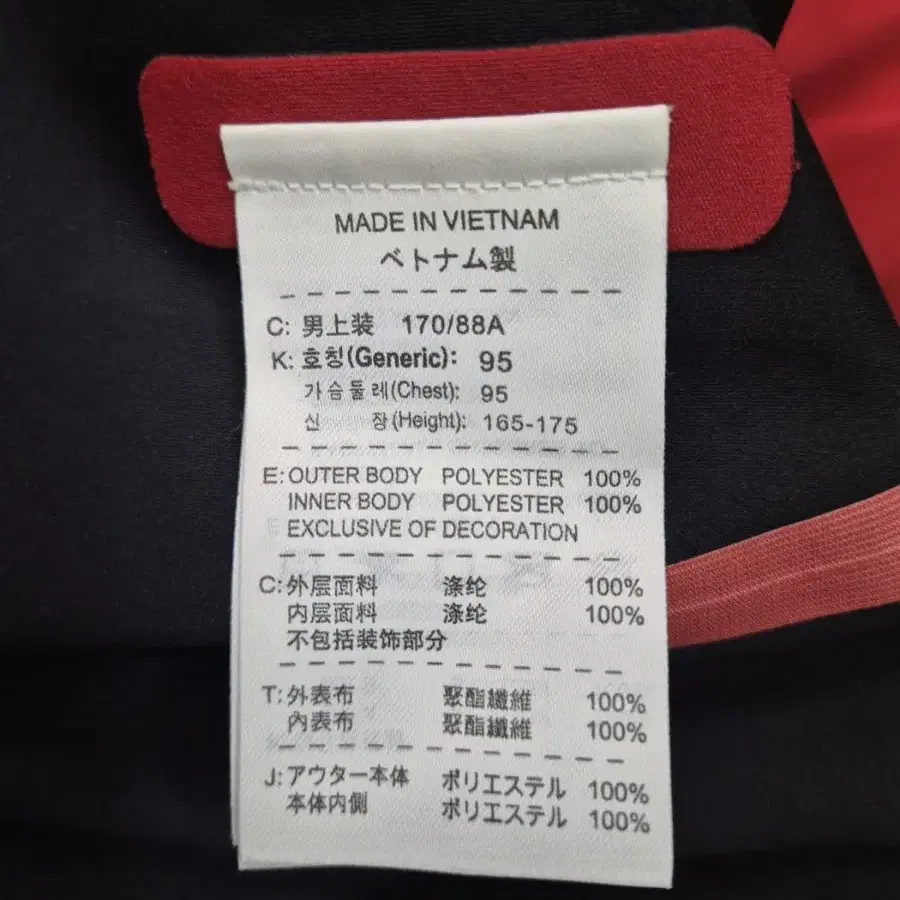 MADE IN VIETNAM
ベトナム製
C: 男上装 170/88A
K: 호칭(Generic): 95
가슴둘레(Chest): 95
신 장(Height): 165-175
E: OUTER BODY POLYESTER 100%
INNER BODY POLYESTER 100%
EXCLUSIVE OF DECORATION
C: 外层面料 涤纶 100%
内层面料 涤纶 100%
不包括装饰部分
T: 外表布 聚酯纖維 100%
內表布 聚酯纖維 100%
J: アウター本体 ポリエステル 100%
本体内側 ポリエステル 100%